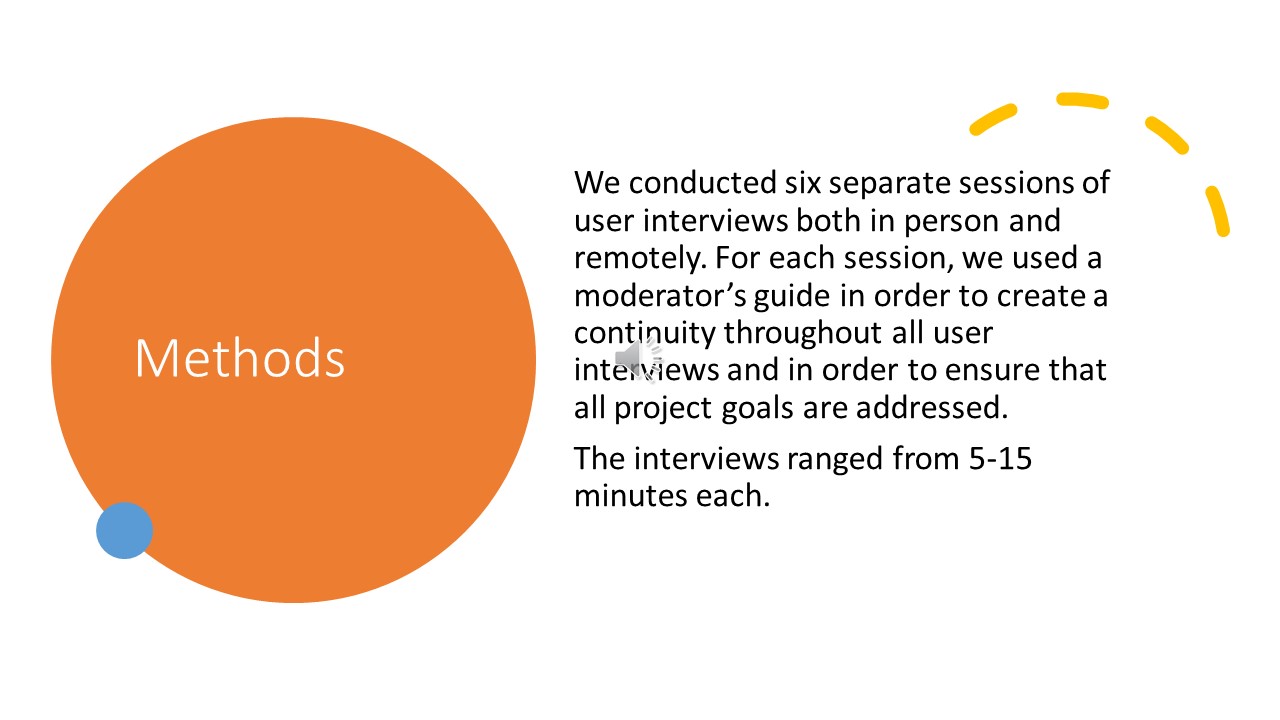 Methods
We conducted six separate sessions of
user interviews both in person and
remotely. For each session, we used a
moderator’s guide in order to create a
continuity throughout all user
interviews and in order to ensure that
all project goals are addressed.
The interviews ranged from 5-15
minutes each.